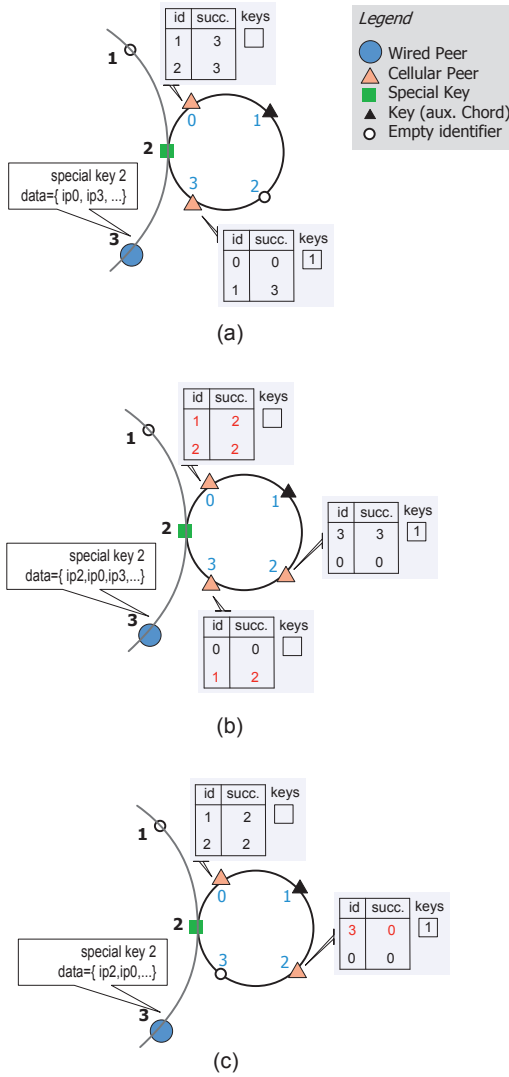 Legend
Wired Peer
Cellular Peer
Special Key
Key (aux. Chord)
Empty identifier
id succ. keys
1 3
2 3
1
0
1
2
3
2
special key 2
data={ ip0, ip3, ...}
3
id succ. keys
0 0 1
1 3
(a)
id succ. keys
1 2
2 2
1
0
1
2
3
2
id succ. keys
3 3 1
0 0
special key 2
data={ ip2,ip0,ip3,...}
3
id succ. keys
0 0
1 2
(b)
id succ. keys
1 2
2 2
1
0
1
2
3
2
id succ. keys
3 0 1
0 0
special key 2
data={ ip2,ip0,...}
3
(c)